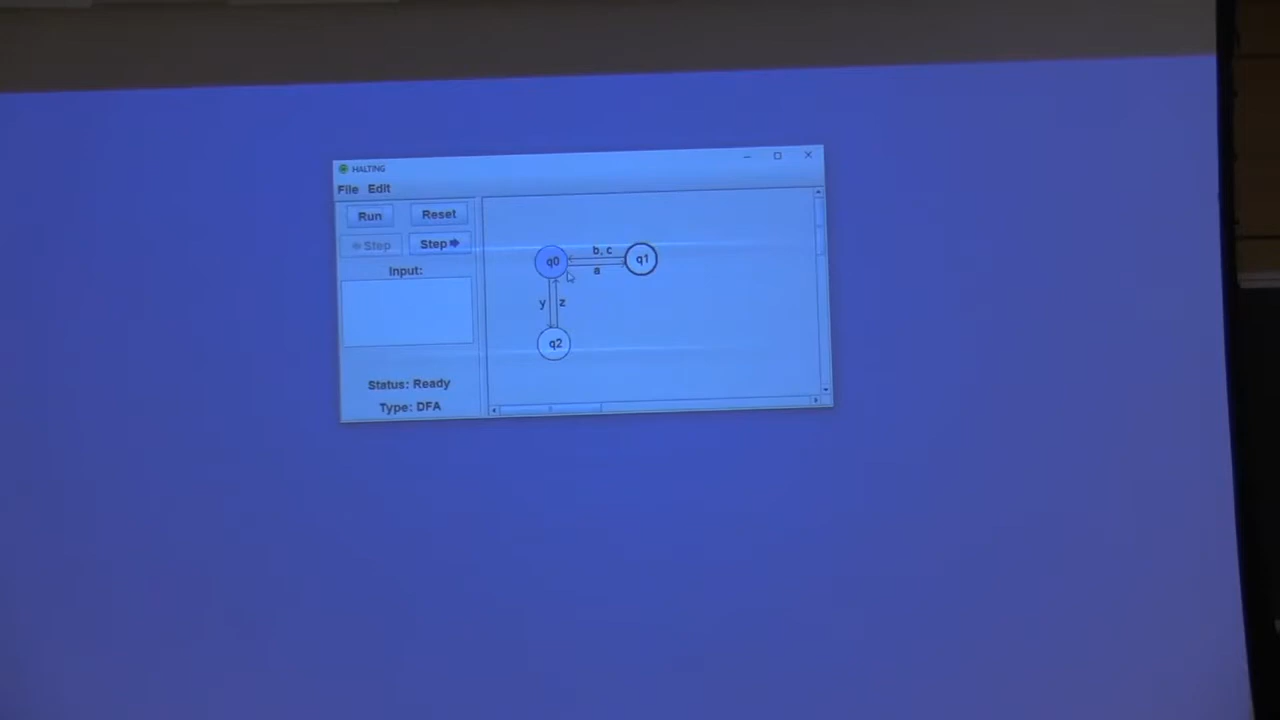 HALTING
File Edit
Run Reset
Step Step
Input:
q0 b, c q1
a
y z
q2
Status: Ready
Type: DFA